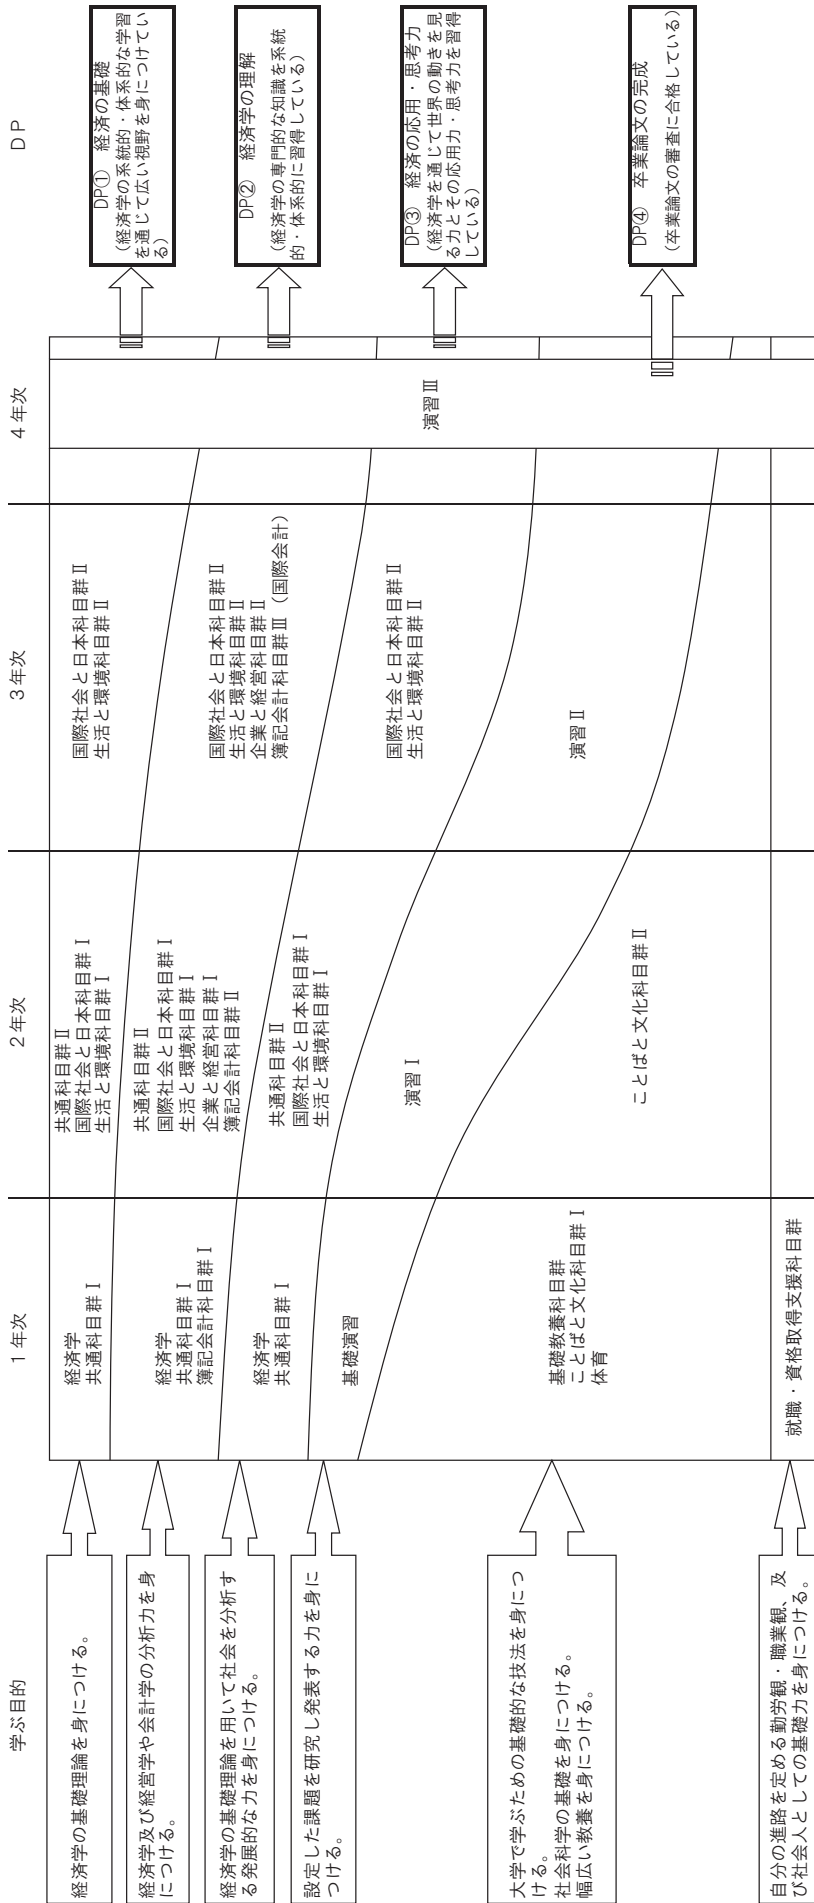 学ぶ目的
1年次
2年次
3年次
4年次
DP
経済学の基礎理論を身につける。
経済学及び経営学や会計学の分析力を身
につける。
経済学の基礎理論を用いて社会を分析す
る発展的な力を身につける。
設定した課題を研究し発表する力を身に
つける。
大学で学ぶための基礎的な技法を身につ
ける。
社会科学の基礎を身につける。
幅広い教養を身につける。
自分の進路を定める勤労観・職業観、及
び社会人としての基礎力を身につける。
経済学
共通科目群Ⅰ
経済学
共通科目群Ⅰ
簿記会計科目群Ⅰ
経済学
共通科目群Ⅰ
基礎演習
基礎教養科目群
ことばと文化科目群Ⅰ
体育
就職・資格取得支援科目群
共通科目群Ⅱ
国際社会と日本科目群Ⅰ
生活と環境科目群Ⅰ
共通科目群Ⅱ
国際社会と日本科目群Ⅰ
生活と環境科目群Ⅰ
企業と経営科目群Ⅰ
簿記会計科目群Ⅱ
共通科目群Ⅱ
国際社会と日本科目群Ⅰ
生活と環境科目群Ⅰ
演習Ⅰ
ことばと文化科目群Ⅱ
国際社会と日本科目群Ⅱ
生活と環境科目群Ⅱ
国際社会と日本科目群Ⅱ
生活と環境科目群Ⅱ
企業と経営科目群Ⅱ
簿記会計科目群Ⅲ（国際会計）
国際社会と日本科目群Ⅱ
生活と環境科目群Ⅱ
演習Ⅱ
演習Ⅲ
DP① 経済の基礎
（経済学の系統的・体系的な学習
を通じて広い視野を身につけてい
る）
DP② 経済学の理解
（経済学の専門的な知識を系統
的・体系的に習得している）
DP③ 経済の応用・思考力
（経済学を通じて世界の動きを見
る力とその応用力・思考力を習得
している）
DP④ 卒業論文の完成
（卒業論文の審査に合格している）